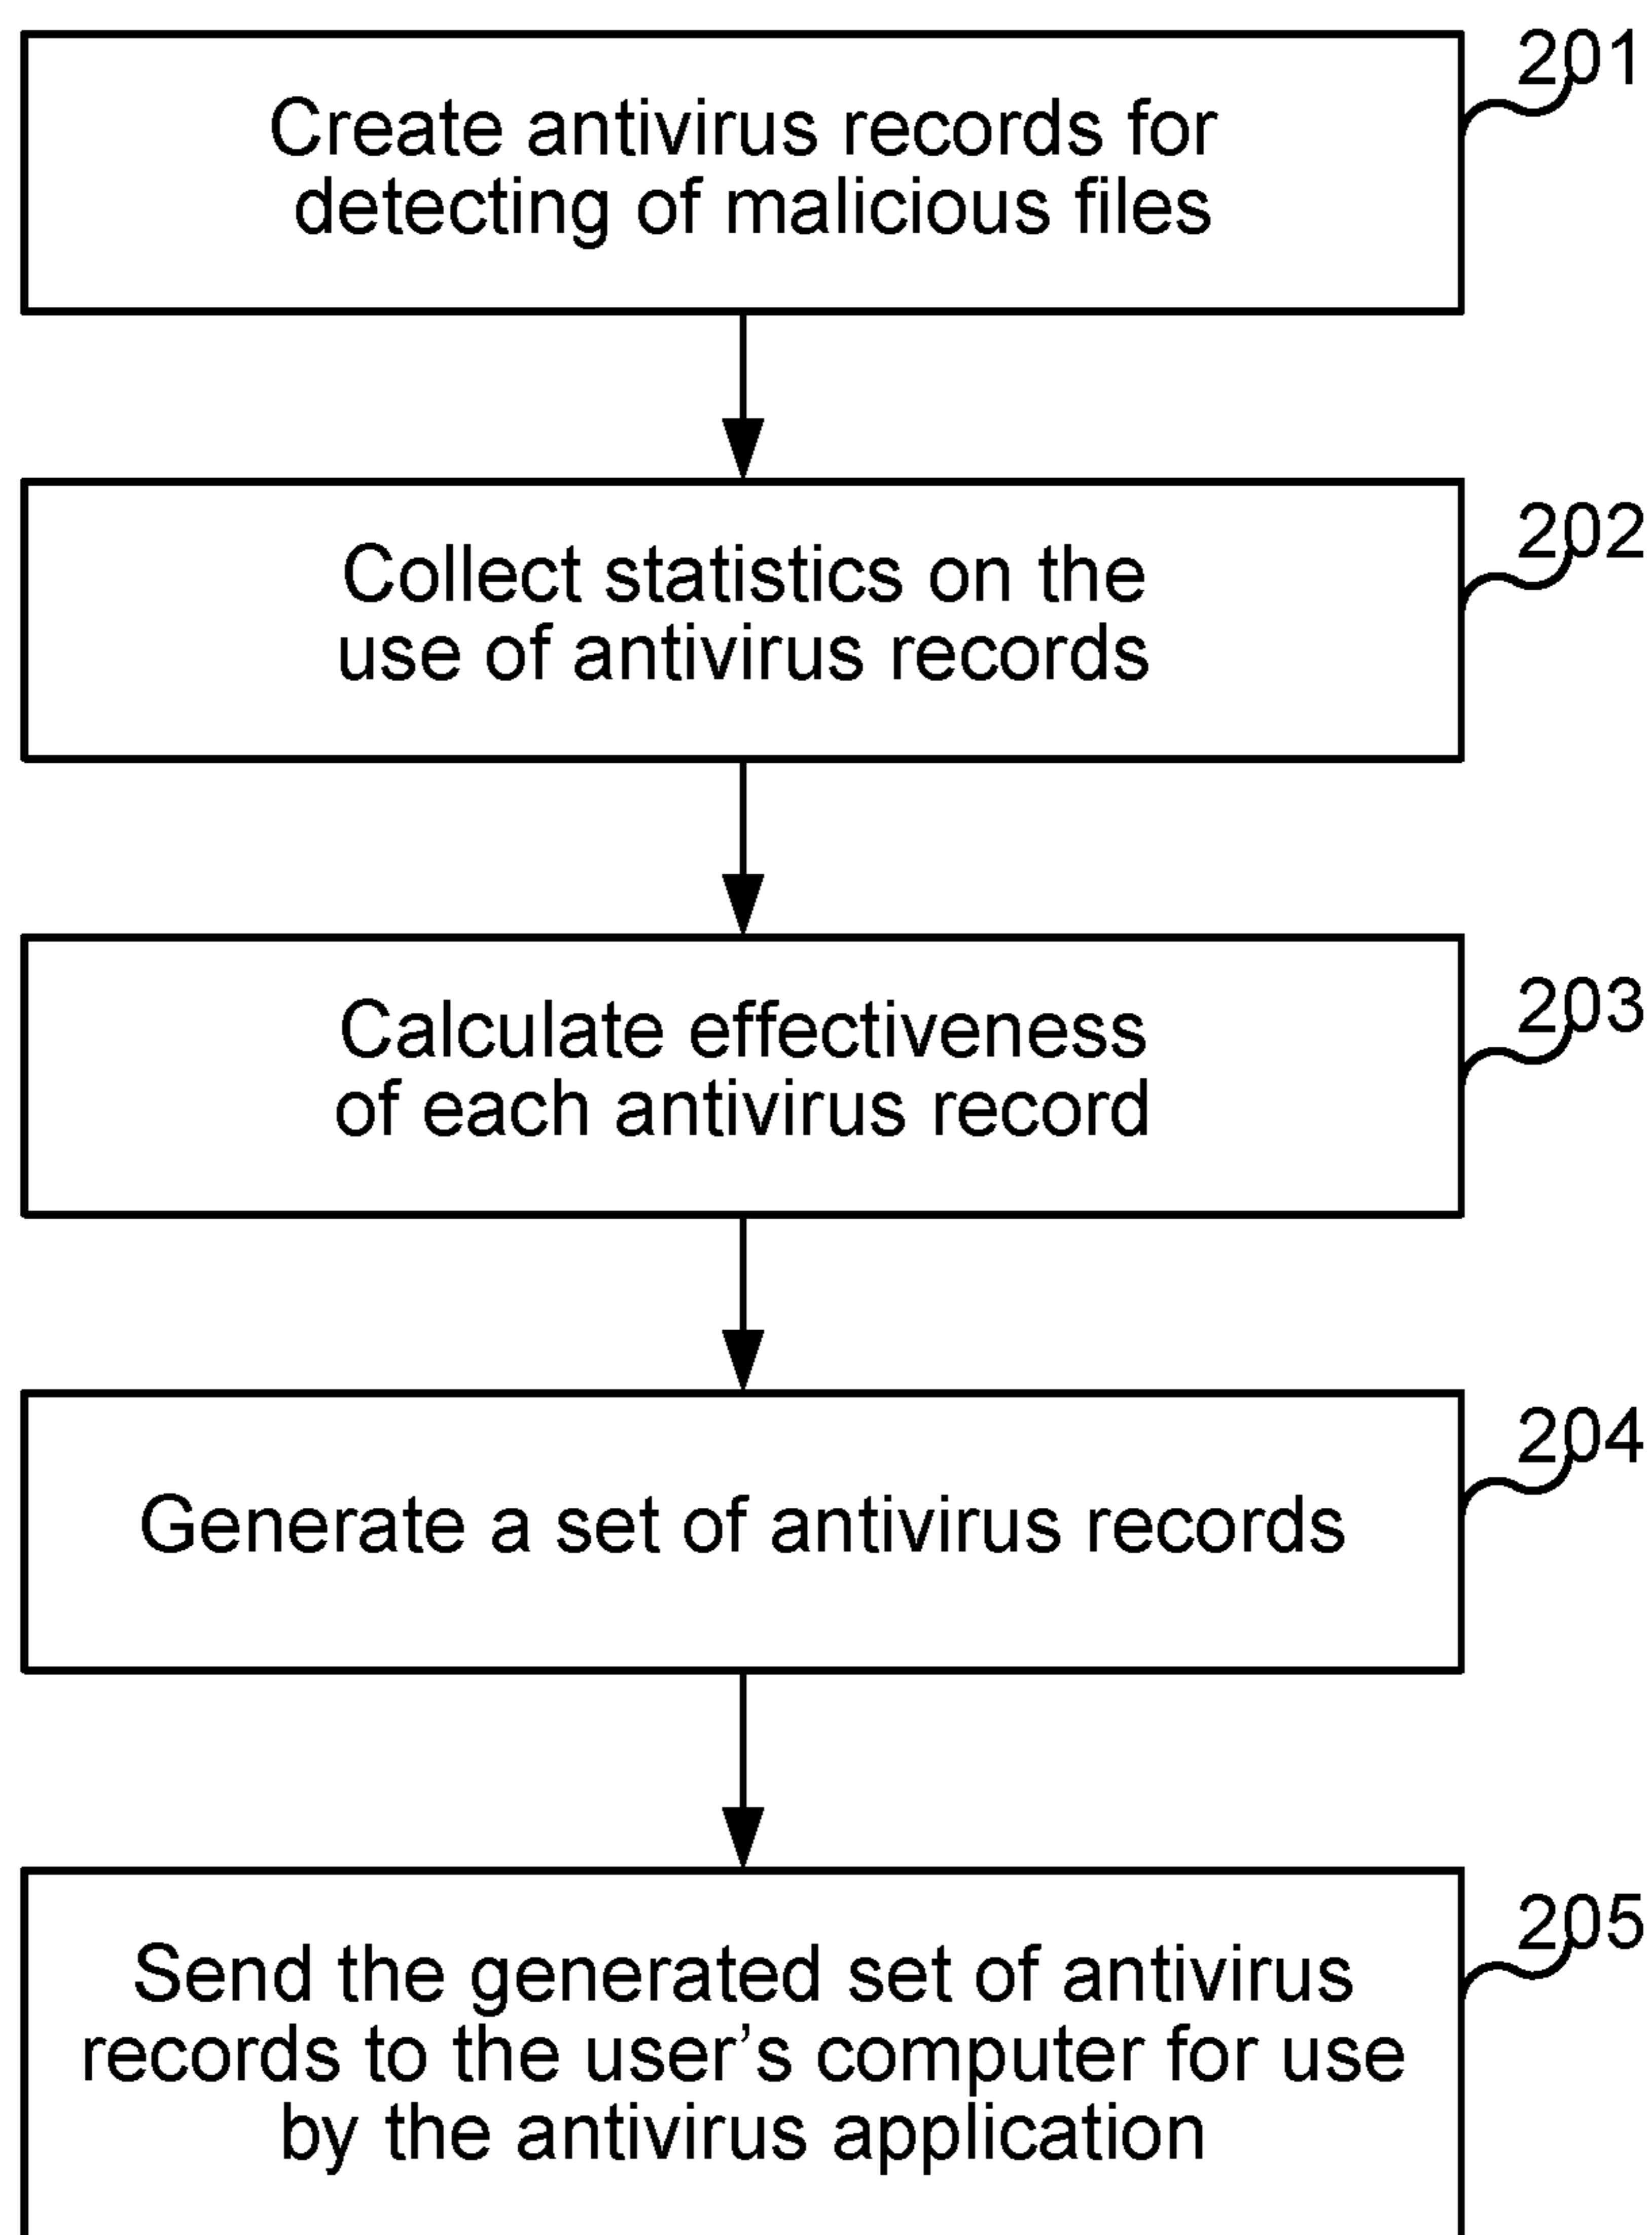 201
Create antivirus records for
detecting of malicious files
202
Collect statistics on the
use of antivirus records
203
Calculate effectiveness
of each antivirus record
204
Generate a set of antivirus records
205
Send the generated set of antivirus
records to the user’s computer for use
by the antivirus application